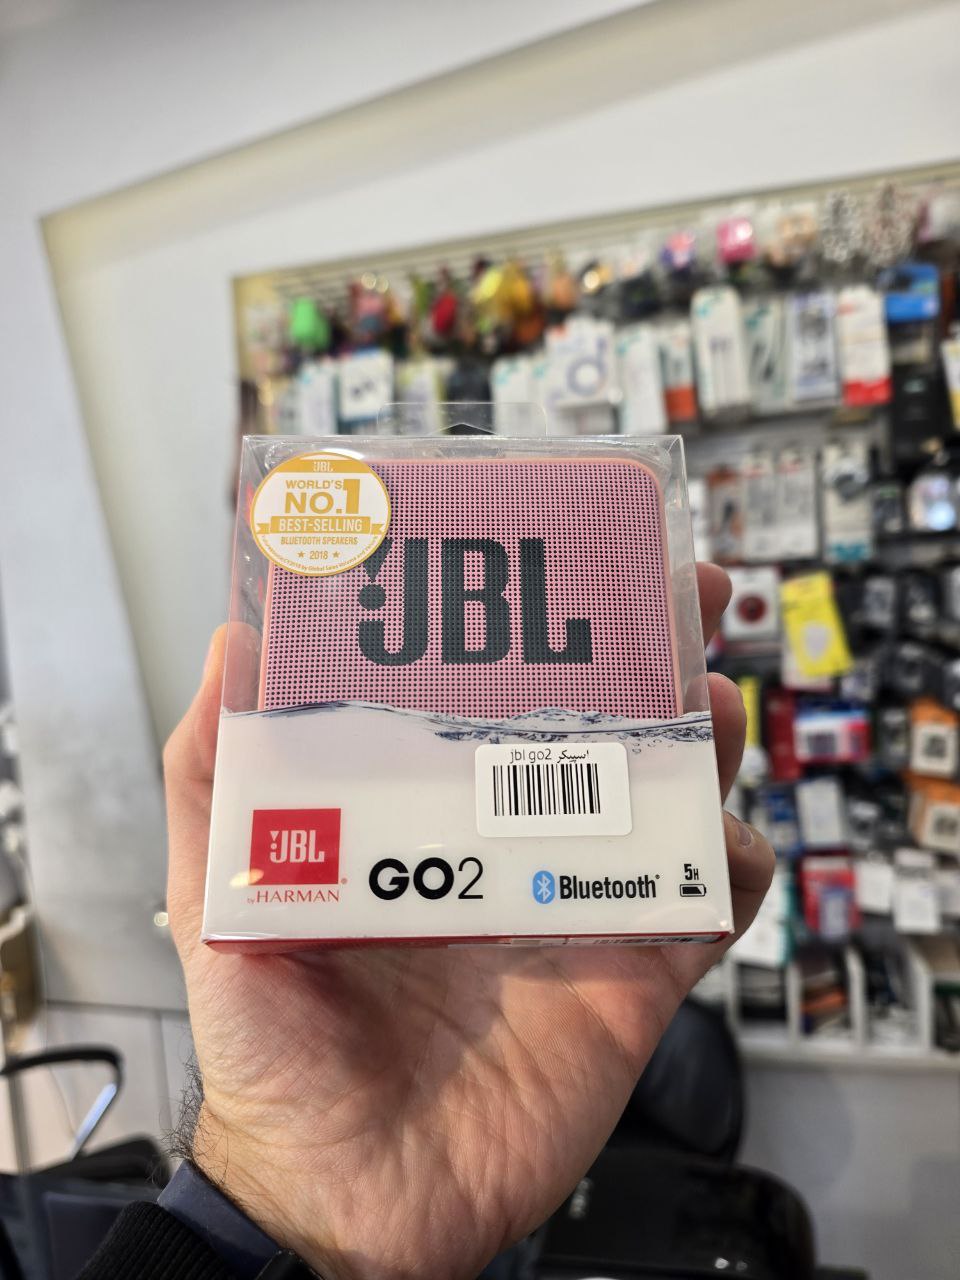 JBL
WORLD'S
NO.1
BEST-SELLING
BLUETOOTH SPEAKERS
★ 2018 ★
JBL
اسپیکر jbl go2
JBL
by HARMAN
GO2
Bluetooth®
5H